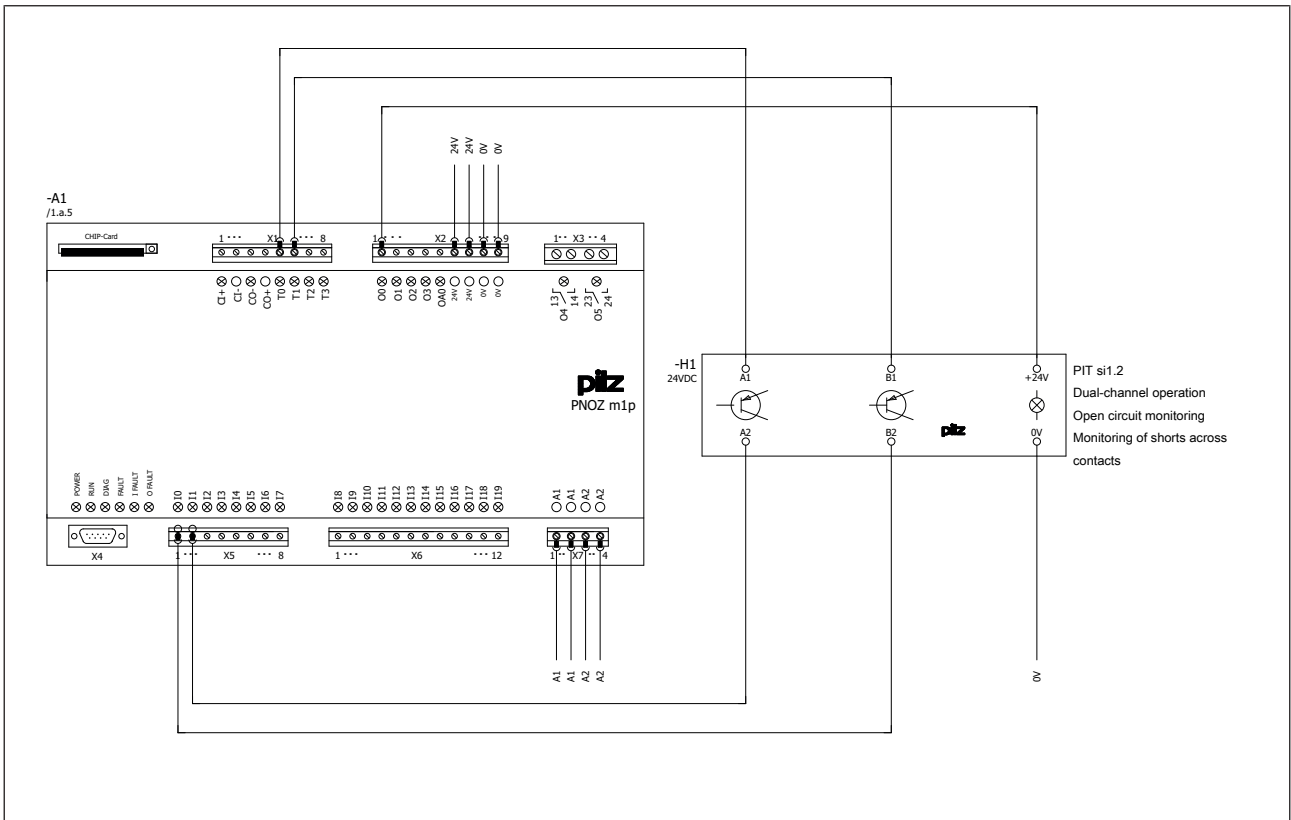 24V 24V 0V 0V
-A1
/1.a.5
CHIP-Card
1 ··· X1 ··· 8
1 ··· X2 ··· 9
1 ·· X3 ·· 4
CI+ CI- CO- CO+ T0 T1 T2 T3
O0 O1 O2 O3 OA0 24V 24V 0V 0V
13 14 O4 23 24 O5
pilz
PNOZ m1p
-H1
24VDC
A1 B1 +24V
A2 B2 0V
pilz
PIT si1.2
Dual-channel operation
Open circuit monitoring
Monitoring of shorts across
contacts
POWER RUN DIAG FAULT I FAULT O FAULT
I0 I1 I2 I3 I4 I5 I6 I7
I8 I9 I10 I11 I12 I13 I14 I15 I16 I17 I18 I19
A1 A1 A2 A2
X4
1 ··· X5 ··· 8
1 ··· X6 ··· 12
1 ·· X7 ·· 4
A1 A1 A2 A2
0V